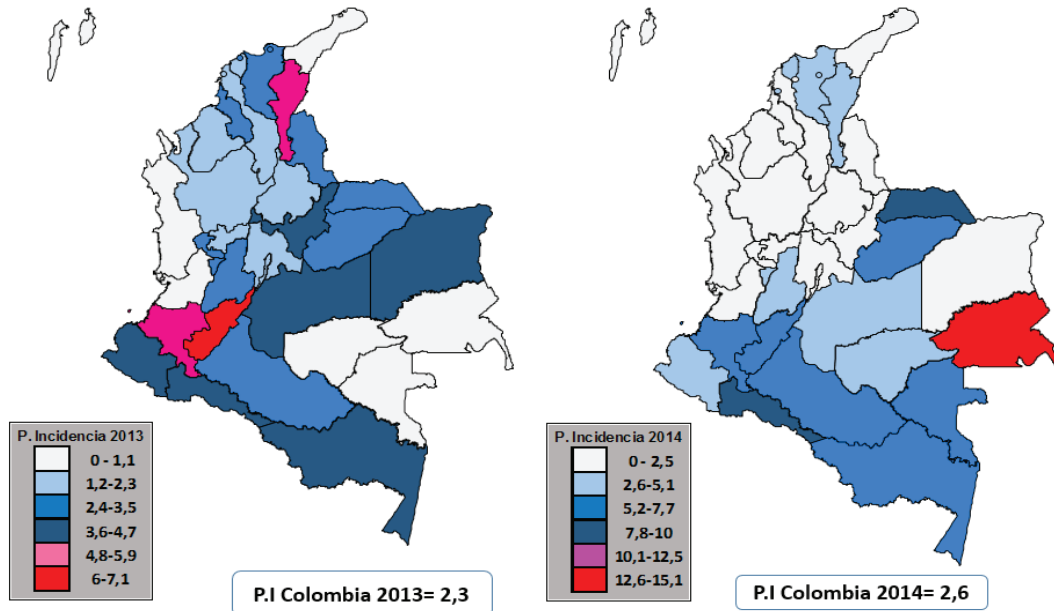 P. Incidencia 2013
0 - 1,1
1,2-2,3
2,4-3,5
3,6-4,7
4,8-5,9
6-7,1
P.I Colombia 2013= 2,3
P. Incidencia 2014
0 - 2,5
2,6-5,1
5,2-7,7
7,8-10
10,1-12,5
12,6-15,1
P.I Colombia 2014= 2,6